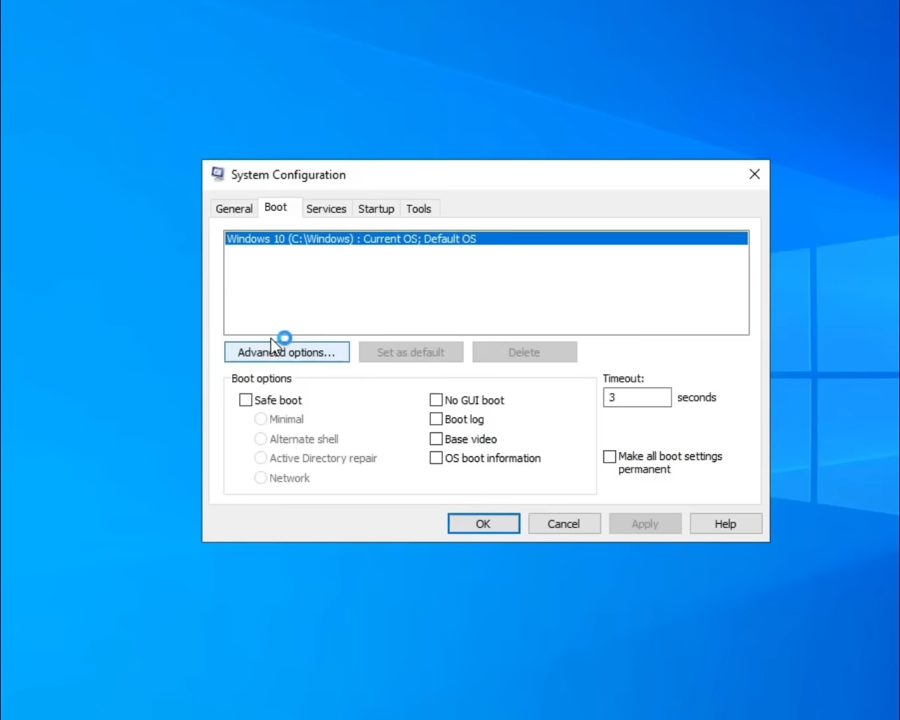 System Configuration
General Boot Services Startup Tools
Windows 10 (C:\Windows) : Current OS; Default OS
Advanced options... Set as default Delete
Boot options
Timeout:
Safe boot No GUI boot 3 seconds
Minimal Boot log
Alternate shell Base video
Active Directory repair OS boot information Make all boot settings
permanent
Network
OK Cancel Apply Help